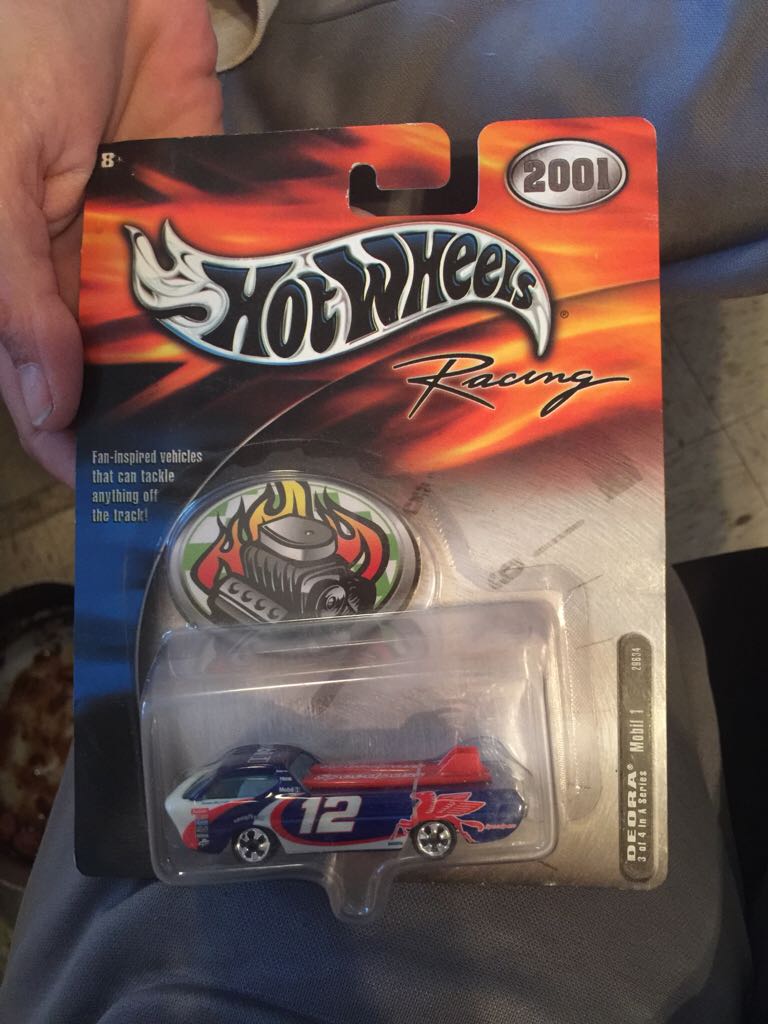 8+
2001
HOT WHEELS®
Racing
Fan-inspired vehicles
that can tackle
anything off
the track!
12
Mobil 1
DEORA® Mobil 1 29834
3 of 4 in A Series